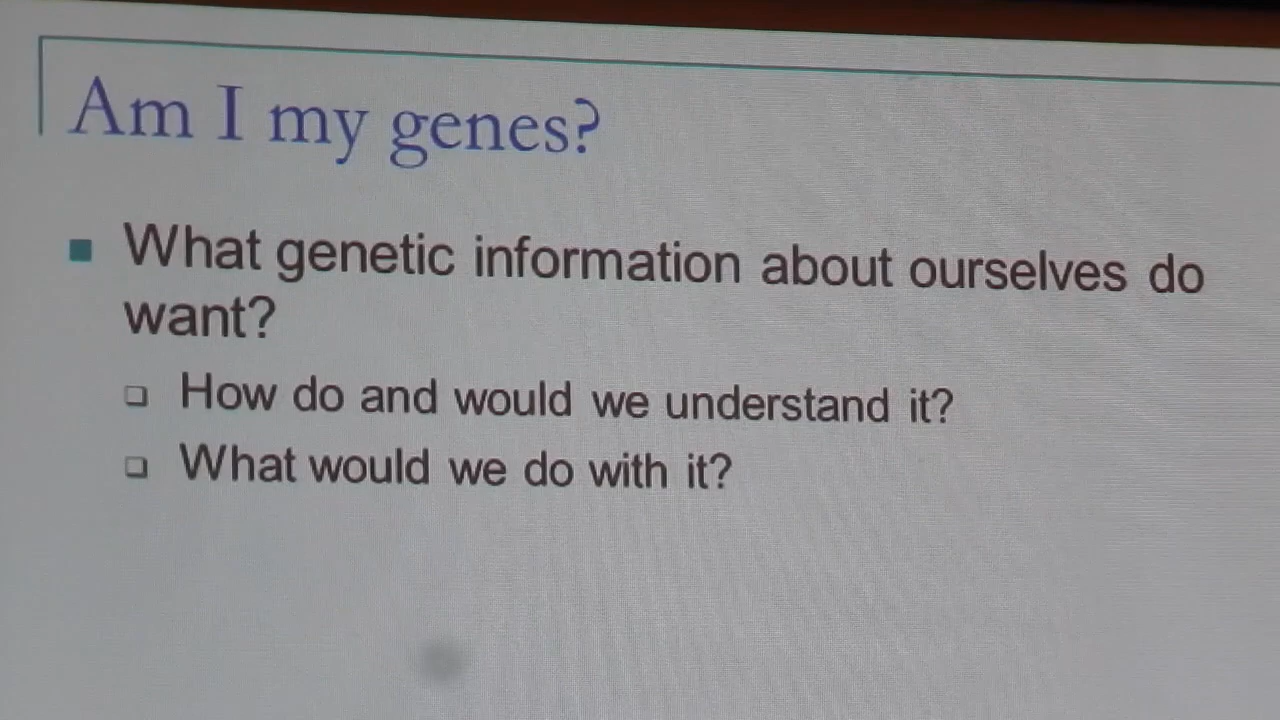 Am I my genes?
What genetic information about ourselves do
want?
How do and would we understand it?
What would we do with it?